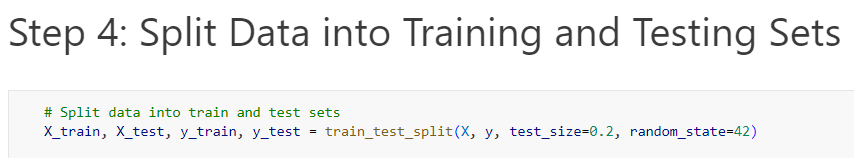 Step 4: Split Data into Training and Testing Sets
# Split data into train and test sets
X_train, X_test, y_train, y_test = train_test_split(X, y, test_size=0.2, random_state=42)